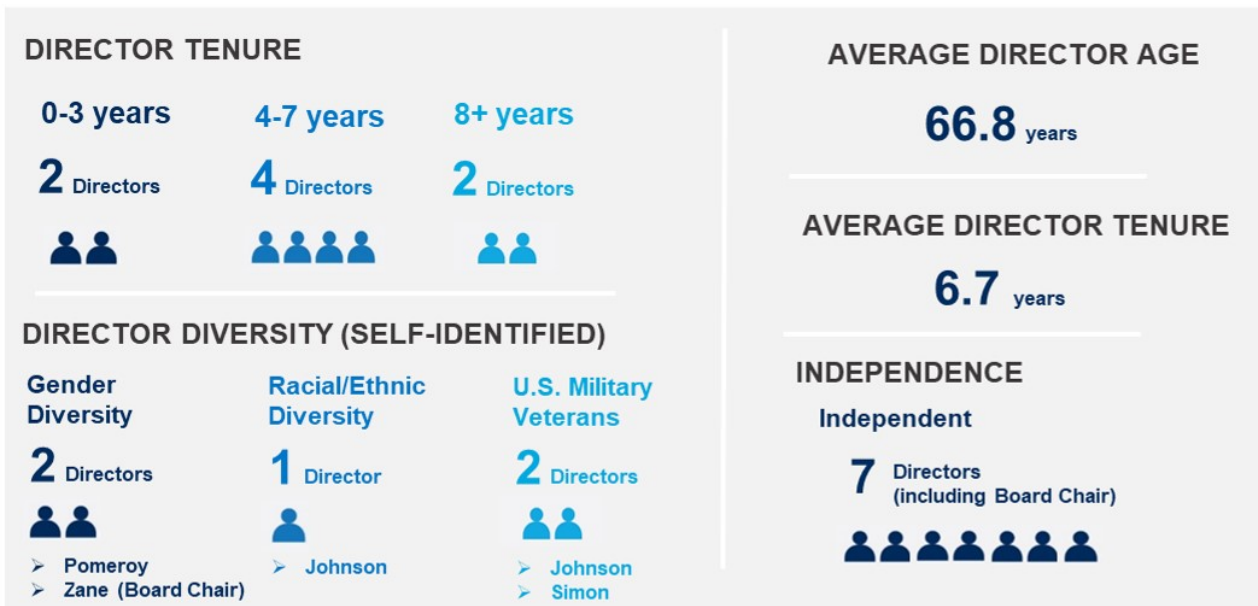 DIRECTOR TENURE
0-3 years
4-7 years
8+ years
2 Directors
4 Directors
2 Directors
DIRECTOR DIVERSITY (SELF-IDENTIFIED)
Gender
Diversity
2 Directors
➢ Pomeroy
➢ Zane (Board Chair)
Racial/Ethnic
Diversity
1 Director
➢ Johnson
U.S. Military
Veterans
2 Directors
➢ Johnson
➢ Simon
AVERAGE DIRECTOR AGE
66.8 years
AVERAGE DIRECTOR TENURE
6.7 years
INDEPENDENCE
Independent
7 Directors
(including Board Chair)